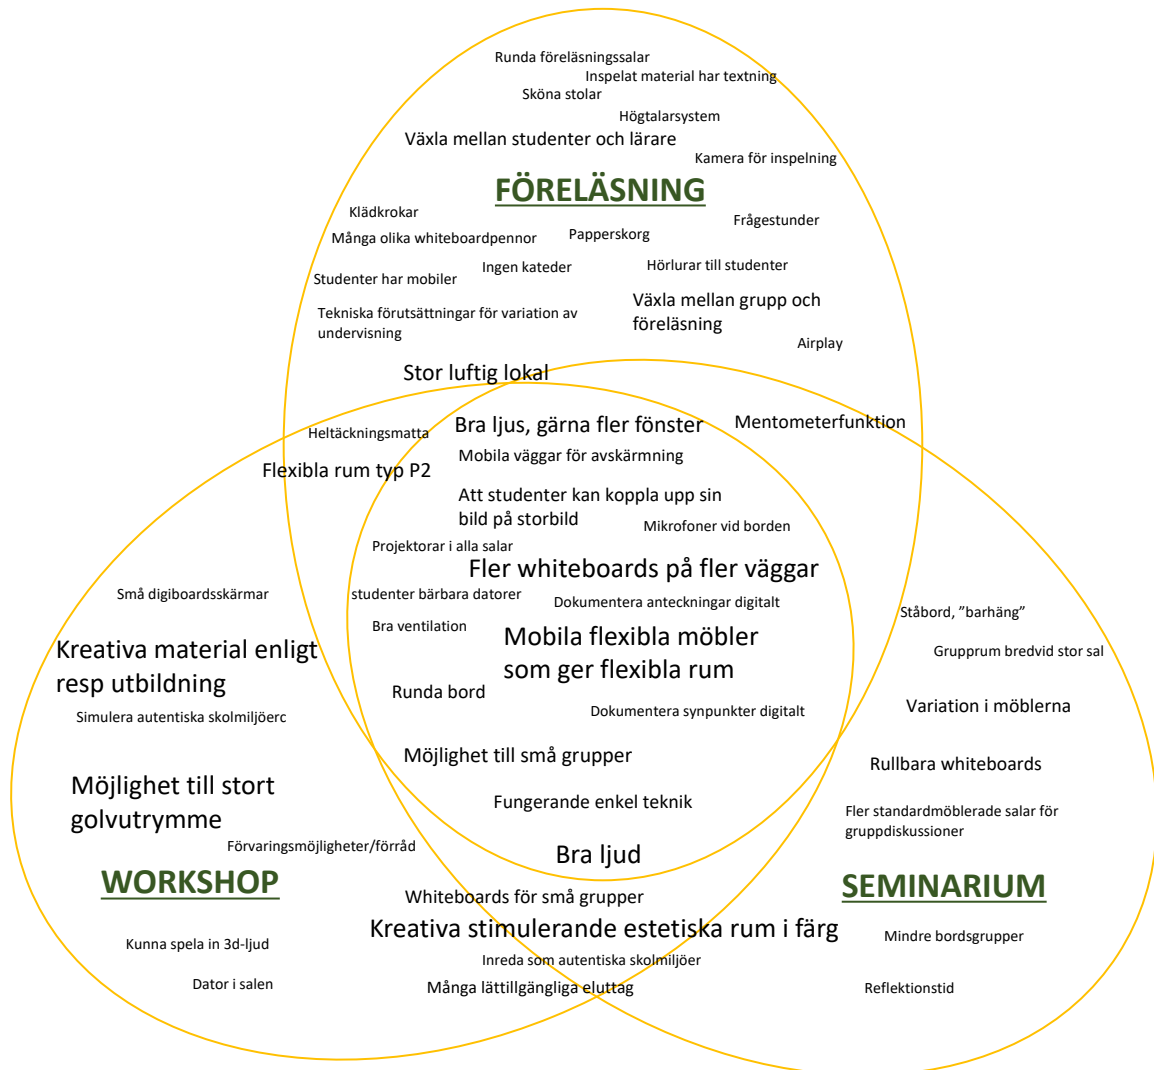 Runda föreläsningssalar
Inspelat material har textning
Sköna stolar
Högtalarsystem
Växla mellan studenter och lärare
Kamera för inspelning
FÖRELÄSNING
Klädkrokar
Frågestunder
Många olika whiteboardpennor
Papperskorg
Ingen kateder
Hörlurar till studenter
Studenter har mobiler
Växla mellan grupp och
föreläsning
Tekniska förutsättningar för variation av
undervisning
Airplay
Stor luftig lokal
Bra ljus, gärna fler fönster
Mentometerfunktion
Heltäckningsmatta
Mobila väggar för avskärmning
Flexibla rum typ P2
Att studenter kan koppla upp sin
bild på storbild
Mikrofoner vid borden
Projektorar i alla salar
Fler whiteboards på fler väggar
Små digiboardsskärmar
studenter bärbara datorer
Dokumentera anteckningar digitalt
Ståbord, ”barhäng”
Bra ventilation
Mobila flexibla möbler
som ger flexibla rum
Kreativa material enligt
resp utbildning
Grupprum bredvid stor sal
Runda bord
Variation i möblerna
Simulera autentiska skolmiljöerc
Dokumentera synpunkter digitalt
Möjlighet till små grupper
Rullbara whiteboards
Möjlighet till stort
golvutrymme
Fungerande enkel teknik
Fler standardmöblerade salar för
gruppdiskussioner
Förvaringsmöjligheter/förråd
Bra ljud
WORKSHOP
SEMINARIUM
Whiteboards för små grupper
Kreativa stimulerande estetiska rum i färg
Mindre bordsgrupper
Kunna spela in 3d-ljud
Inreda som autentiska skolmiljöer
Dator i salen
Många lättillgängliga eluttag
Reflektionstid